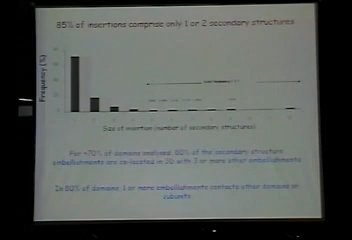 85% of insertions comprise only 1 or 2 secondary structures
Frequency (%)
Size of insertion (number of secondary structures)
For ~70% of domains analysed, 80% of the secondary structure
embellishments are co-located in 3D with 3 or more other embellishments
In 80% of domains, 1 or more embellishments contacts other domains or
subunits